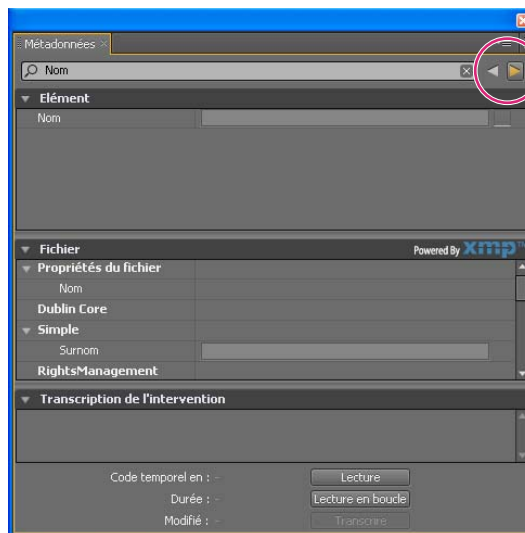 Métadonnées
Nom
Elément
Nom
Fichier Powered By xmp™
Propriétés du fichier
Nom
Dublin Core
Simple
Surnom
RightsManagement
Transcription de l'intervention
Code temporel en : - Lecture
Durée : - Lecture en boucle
Modifié : - Transcrire